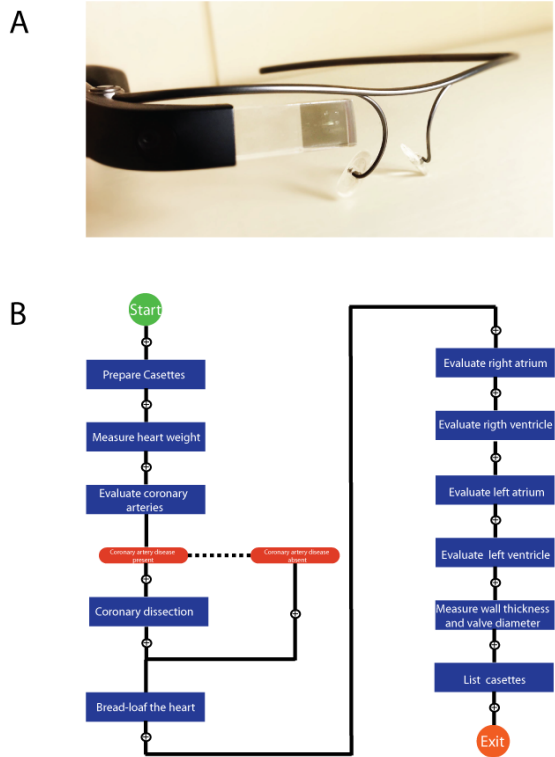 A
B
Start
Prepare Casettes
Measure heart weight
Evaluate coronary
arteries
Coronary artery disease
present
Coronary artery disease
absent
Coronary dissection
Bread-loaf the heart
Evaluate right atrium
Evaluate rigth ventricle
Evaluate left atrium
Evaluate left ventricle
Measure wall thickness
and valve diameter
List casettes
Exit